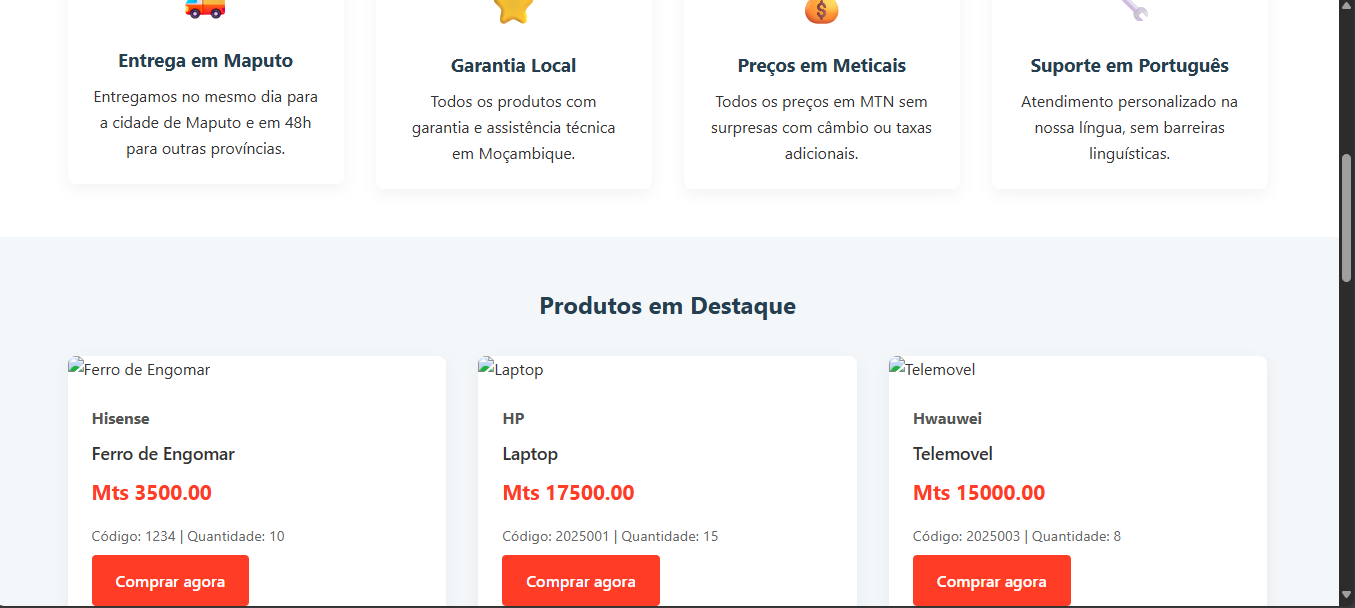 Entrega em Maputo
Entregamos no mesmo dia para
a cidade de Maputo e em 48h
para outras províncias.
Garantia Local
Todos os produtos com
garantia e assistência técnica
em Moçambique.
Preços em Meticais
Todos os preços em MTN sem
surpresas com câmbio ou taxas
adicionais.
Suporte em Português
Atendimento personalizado na
nossa língua, sem barreiras
linguísticas.
Produtos em Destaque
Ferro de Engomar
Hisense
Ferro de Engomar
Mts 3500.00
Código: 1234 | Quantidade: 10
Comprar agora
Laptop
HP
Laptop
Mts 17500.00
Código: 2025001 | Quantidade: 15
Comprar agora
Telemovel
Hwauwei
Telemovel
Mts 15000.00
Código: 2025003 | Quantidade: 8
Comprar agora